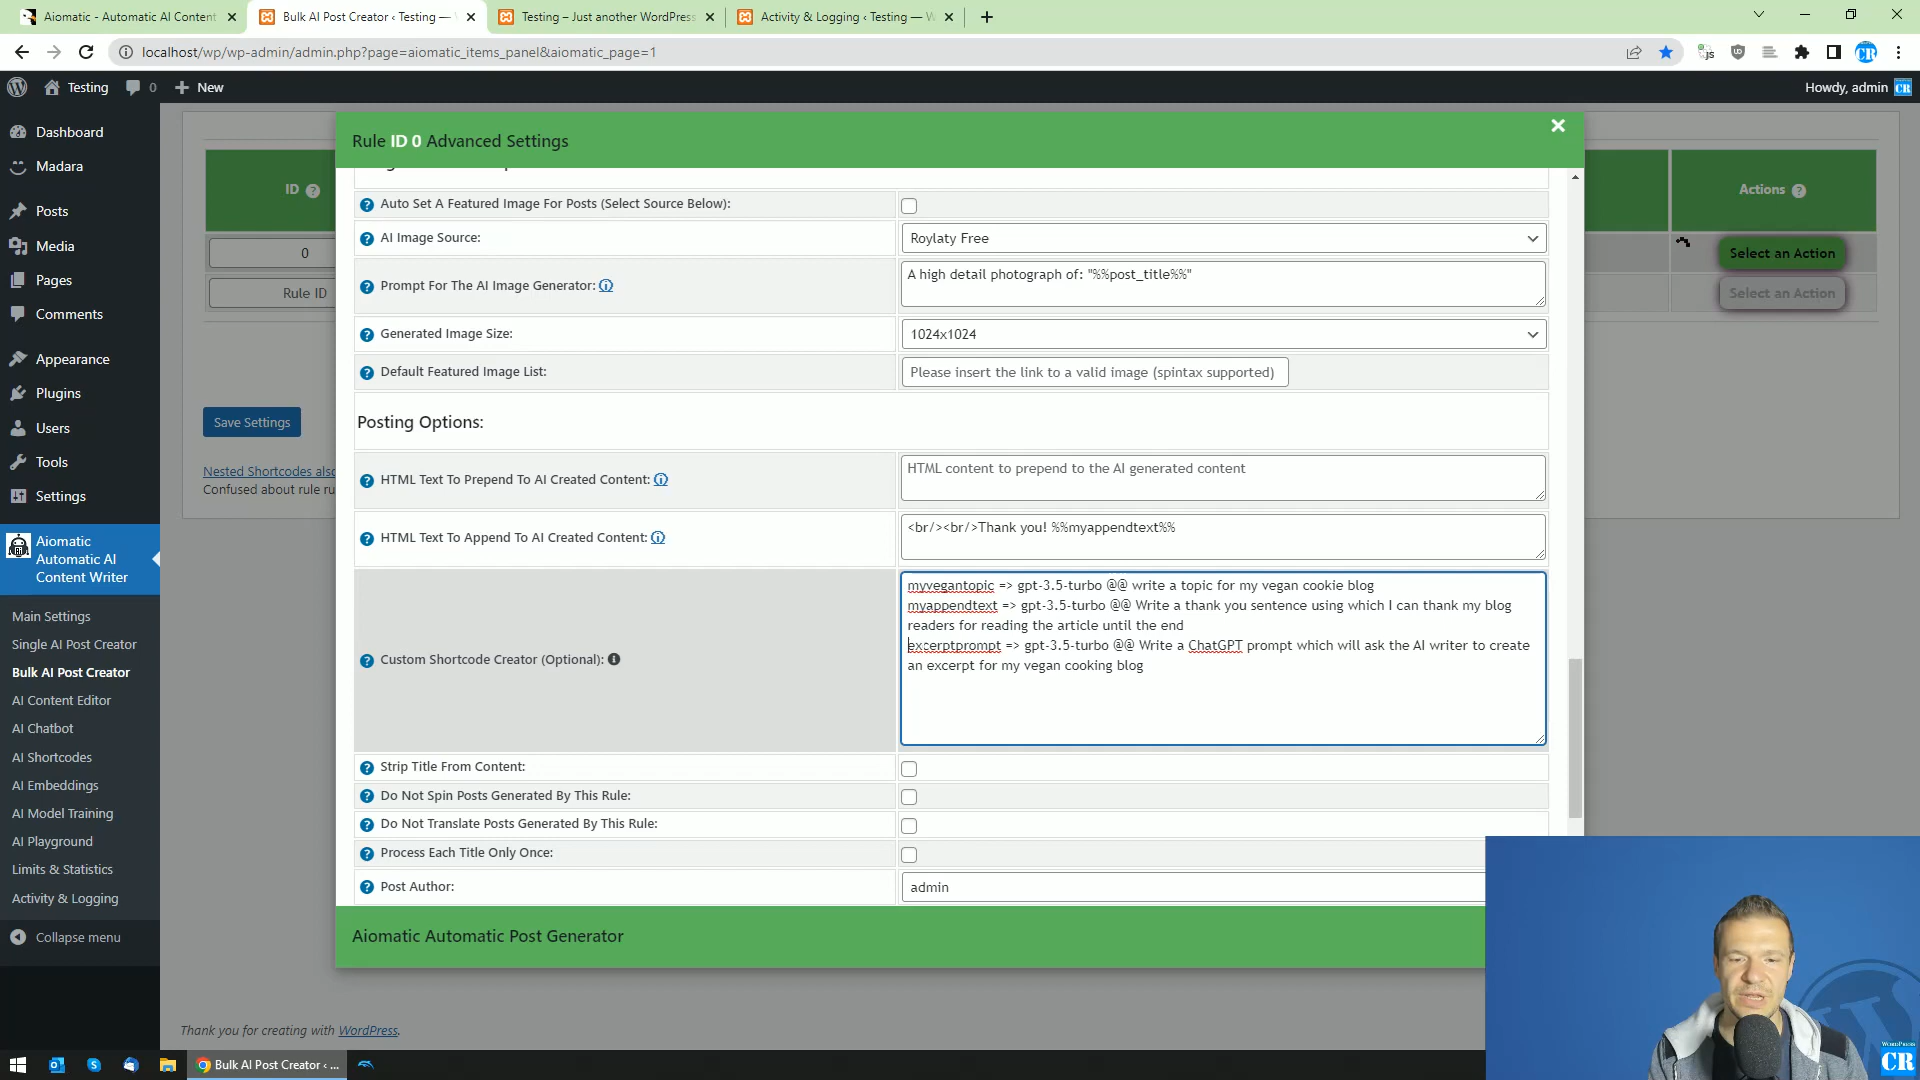 Aiomatic - Automatic AI Content
Bulk AI Post Creator ‹ Testing —
Testing – Just another WordPress
Activity & Logging ‹ Testing — W
localhost/wp/wp-admin/admin.php?page=aiomatic_items_panel&aiomatic_page=1
Testing
0
New
Howdy, admin
Dashboard
Madara
Posts
Media
Pages
Comments
Appearance
Plugins
Users
Tools
Settings
Aiomatic
Automatic AI
Content Writer
Main Settings
Single AI Post Creator
Bulk AI Post Creator
AI Content Editor
AI Chatbot
AI Shortcodes
AI Embeddings
AI Model Training
AI Playground
Limits & Statistics
Activity & Logging
Collapse menu
ID
0
Rule ID
Save Settings
Nested Shortcodes also
Confused about rule ru
Actions
Select an Action
Select an Action
Rule ID 0 Advanced Settings
Auto Set A Featured Image For Posts (Select Source Below):
AI Image Source:
Roylaty Free
Prompt For The AI Image Generator:
A high detail photograph of: "%%post_title%%"
Generated Image Size:
1024x1024
Default Featured Image List:
Please insert the link to a valid image (spintax supported)
Posting Options:
HTML Text To Prepend To AI Created Content:
HTML content to prepend to the AI generated content
HTML Text To Append To AI Created Content:
<br/><br/>Thank you! %%myappendtext%%
Custom Shortcode Creator (Optional):
myvegantopic => gpt-3.5-turbo @@ write a topic for my vegan cookie blog
myappendtext => gpt-3.5-turbo @@ Write a thank you sentence using which I can thank my blog
readers for reading the article until the end
excerptprompt => gpt-3.5-turbo @@ Write a ChatGPT prompt which will ask the AI writer to create
an excerpt for my vegan cooking blog
Strip Title From Content:
Do Not Spin Posts Generated By This Rule:
Do Not Translate Posts Generated By This Rule:
Process Each Title Only Once:
Post Author:
admin
Aiomatic Automatic Post Generator
Thank you for creating with WordPress.
Bulk AI Post Creator ‹ ...
WORDPRESS
CR